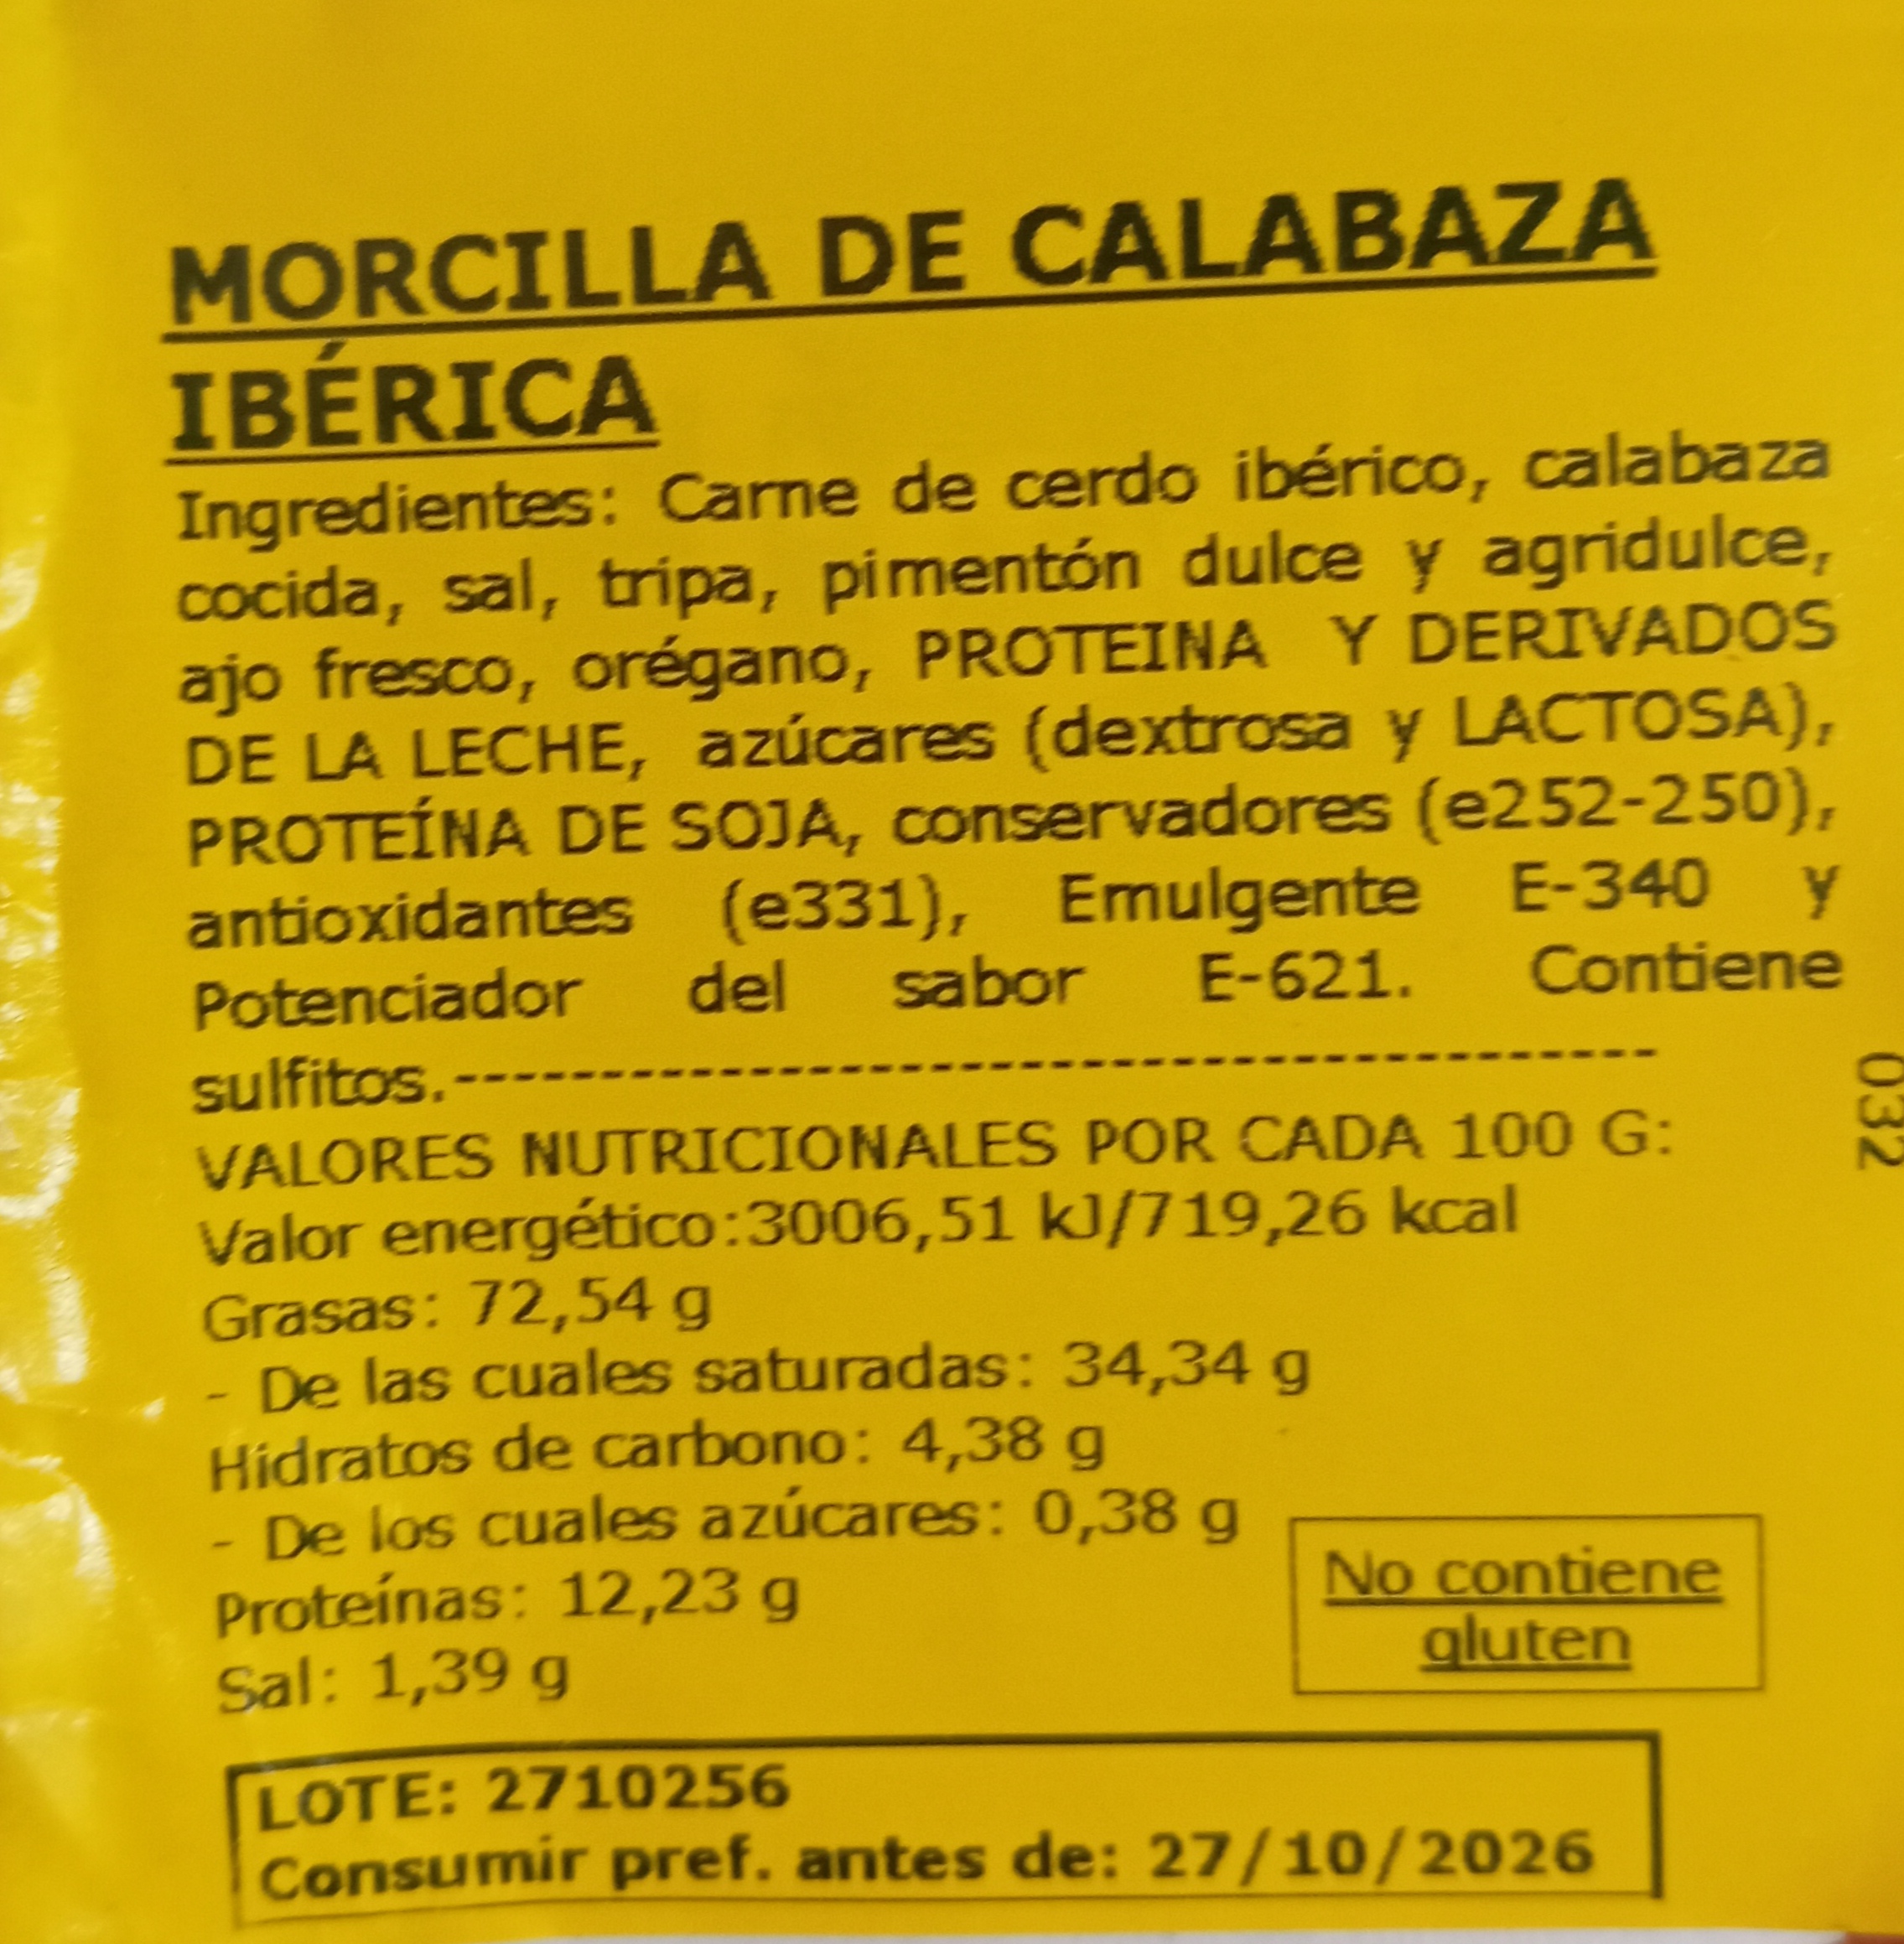 MORCILLA DE CALABAZA
IBÉRICA
Ingredientes: Carne de cerdo ibérico, calabaza
cocida, sal, tripa, pimentón dulce y agridulce,
ajo fresco, orégano, PROTEINA Y DERIVADOS
DE LA LECHE, azúcares (dextrosa y LACTOSA),
PROTEÍNA DE SOJA, conservadores (e252-250),
antioxidantes (e331), Emulgente E-340 y
Potenciador del sabor E-621. Contiene
sulfitos.-----------------------------------------
VALORES NUTRICIONALES POR CADA 100 G:
Valor energético:3006,51 kJ/719,26 kcal
Grasas: 72,54 g
- De las cuales saturadas: 34,34 g
Hidratos de carbono: 4,38 g
- De los cuales azúcares: 0,38 g
Proteínas: 12,23 g
Sal: 1,39 g
No contiene
gluten
LOTE: 2710256
Consumir pref. antes de: 27/10/2026
032